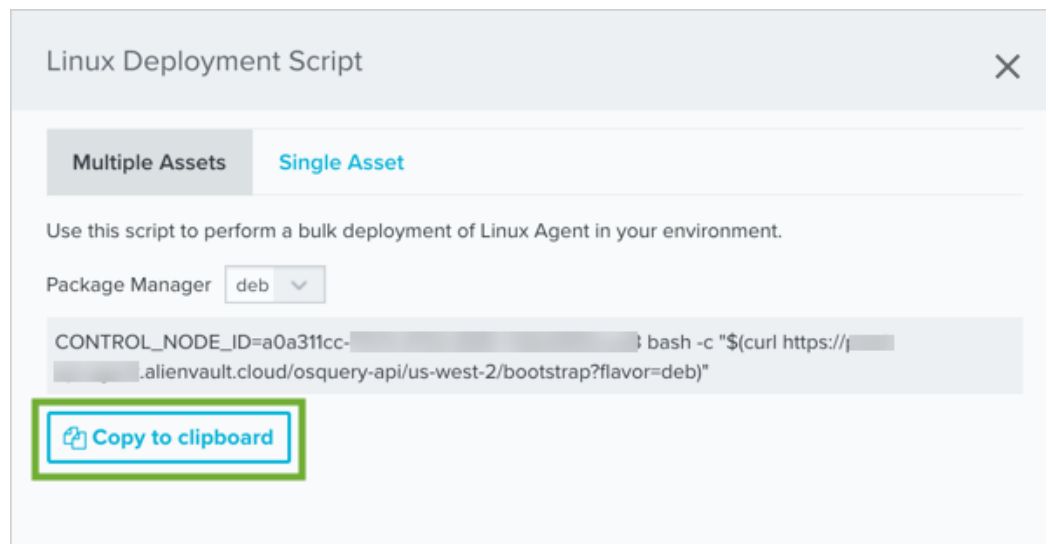 Linux Deployment Script
Multiple Assets
Single Asset
Use this script to perform a bulk deployment of Linux Agent in your environment.
Package Manager deb
CONTROL_NODE_ID=a0a311cc- bash -c "$(curl https://
.alienvault.cloud/osquery-api/us-west-2/bootstrap?flavor=deb)"
Copy to clipboard